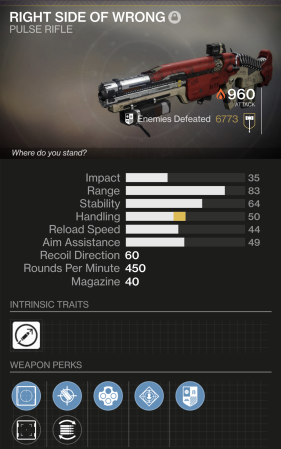 RIGHT SIDE OF WRONG
PULSE RIFLE
960
ATTACK
Enemies Defeated 6773
Where do you stand?
Impact 35
Range 83
Stability 64
Handling 50
Reload Speed 44
Aim Assistance 49
Recoil Direction 60
Rounds Per Minute 450
Magazine 40
INTRINSIC TRAITS
WEAPON PERKS